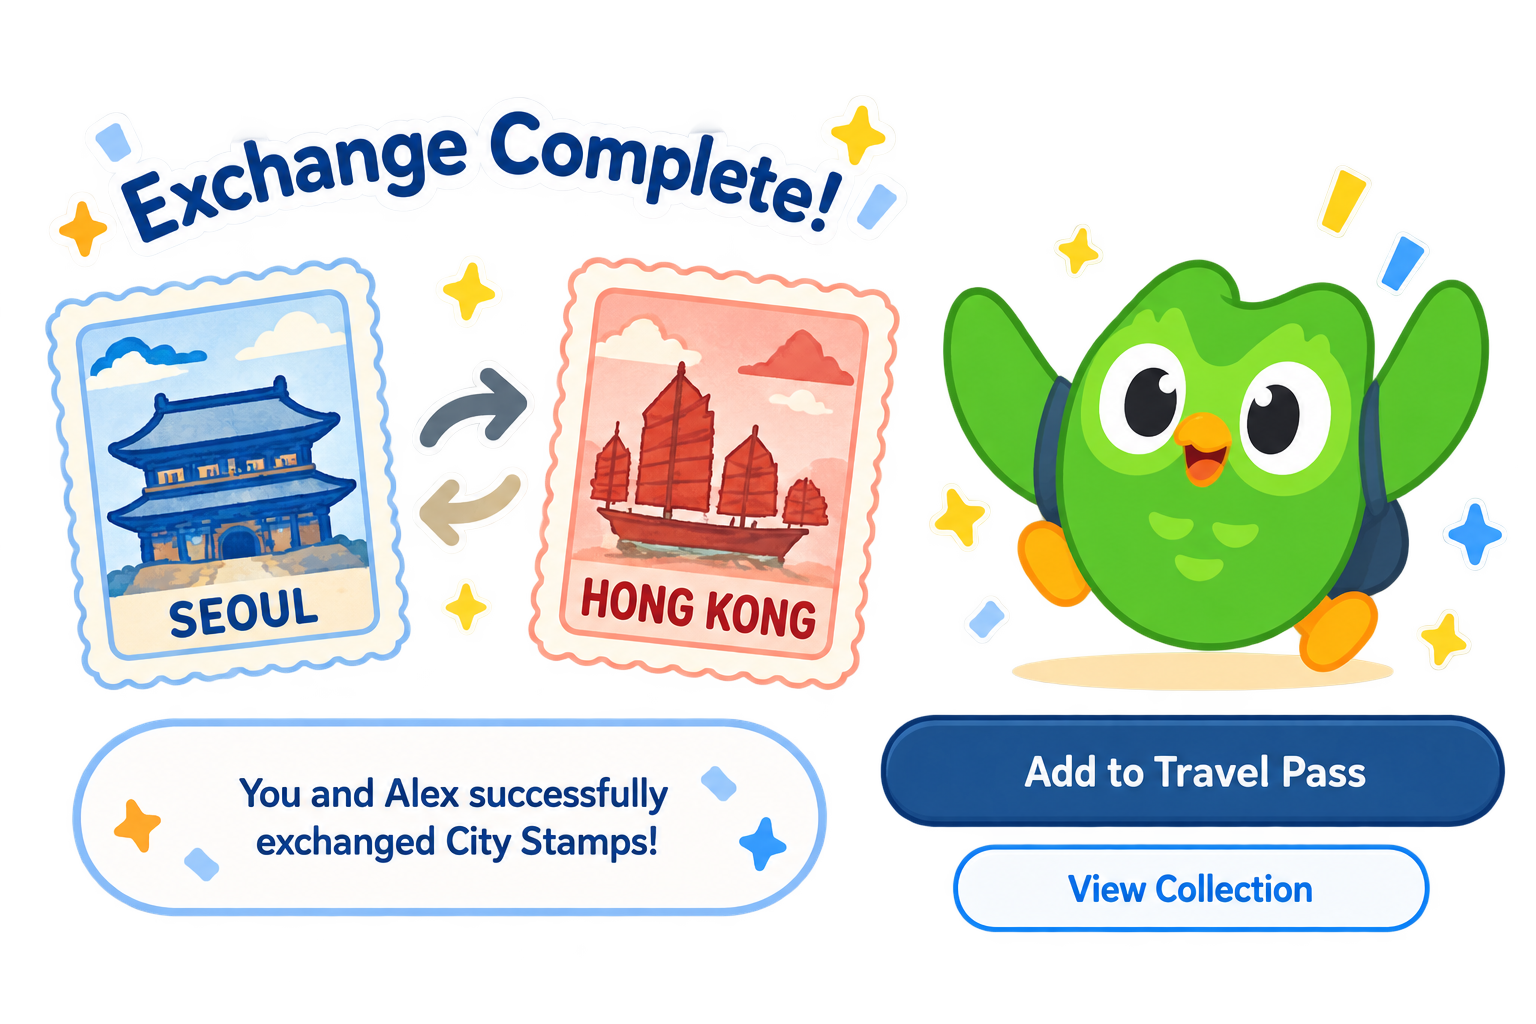 Exchange Complete!
SEOUL
HONG KONG
You and Alex successfully
exchanged City Stamps!
Add to Travel Pass
View Collection